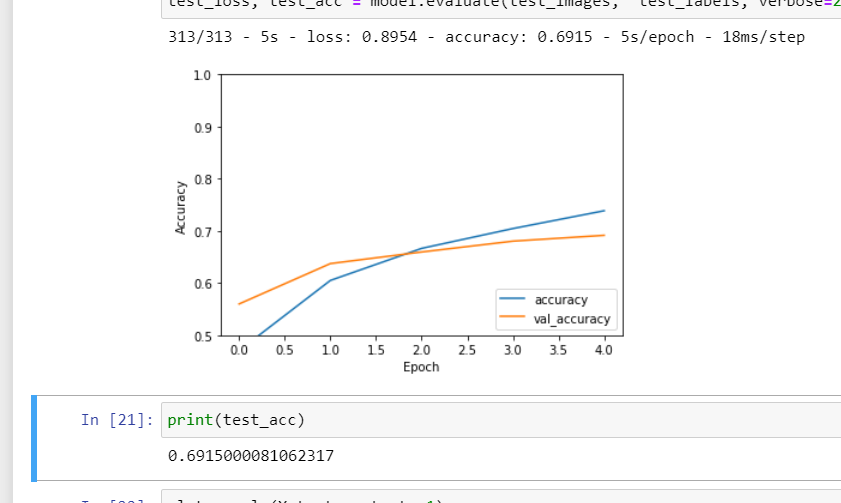 test_loss, test_acc = model.evaluate(test_images, test_labels, verbose=2
313/313 - 5s - loss: 0.8954 - accuracy: 0.6915 - 5s/epoch - 18ms/step
1.0
0.9
0.8
0.7
0.6
0.5
Accuracy
accuracy
val_accuracy
0.0 0.5 1.0 1.5 2.0 2.5 3.0 3.5 4.0
Epoch
In [21]: print(test_acc)
0.6915000081062317